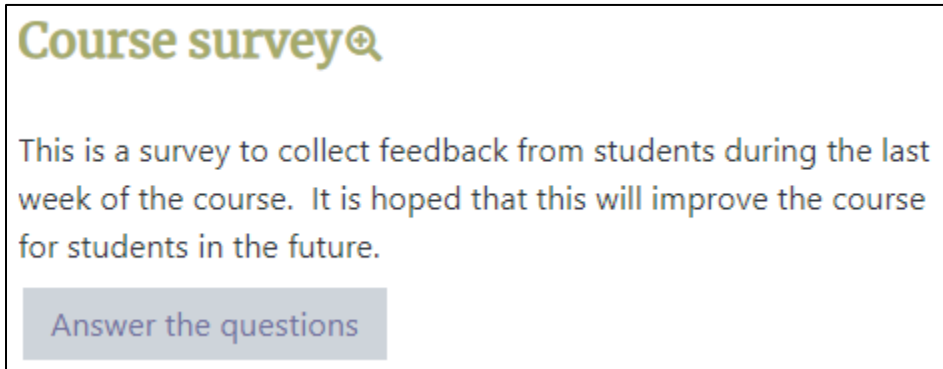 Course survey
This is a survey to collect feedback from students during the last
week of the course.  It is hoped that this will improve the course
for students in the future.
Answer the questions